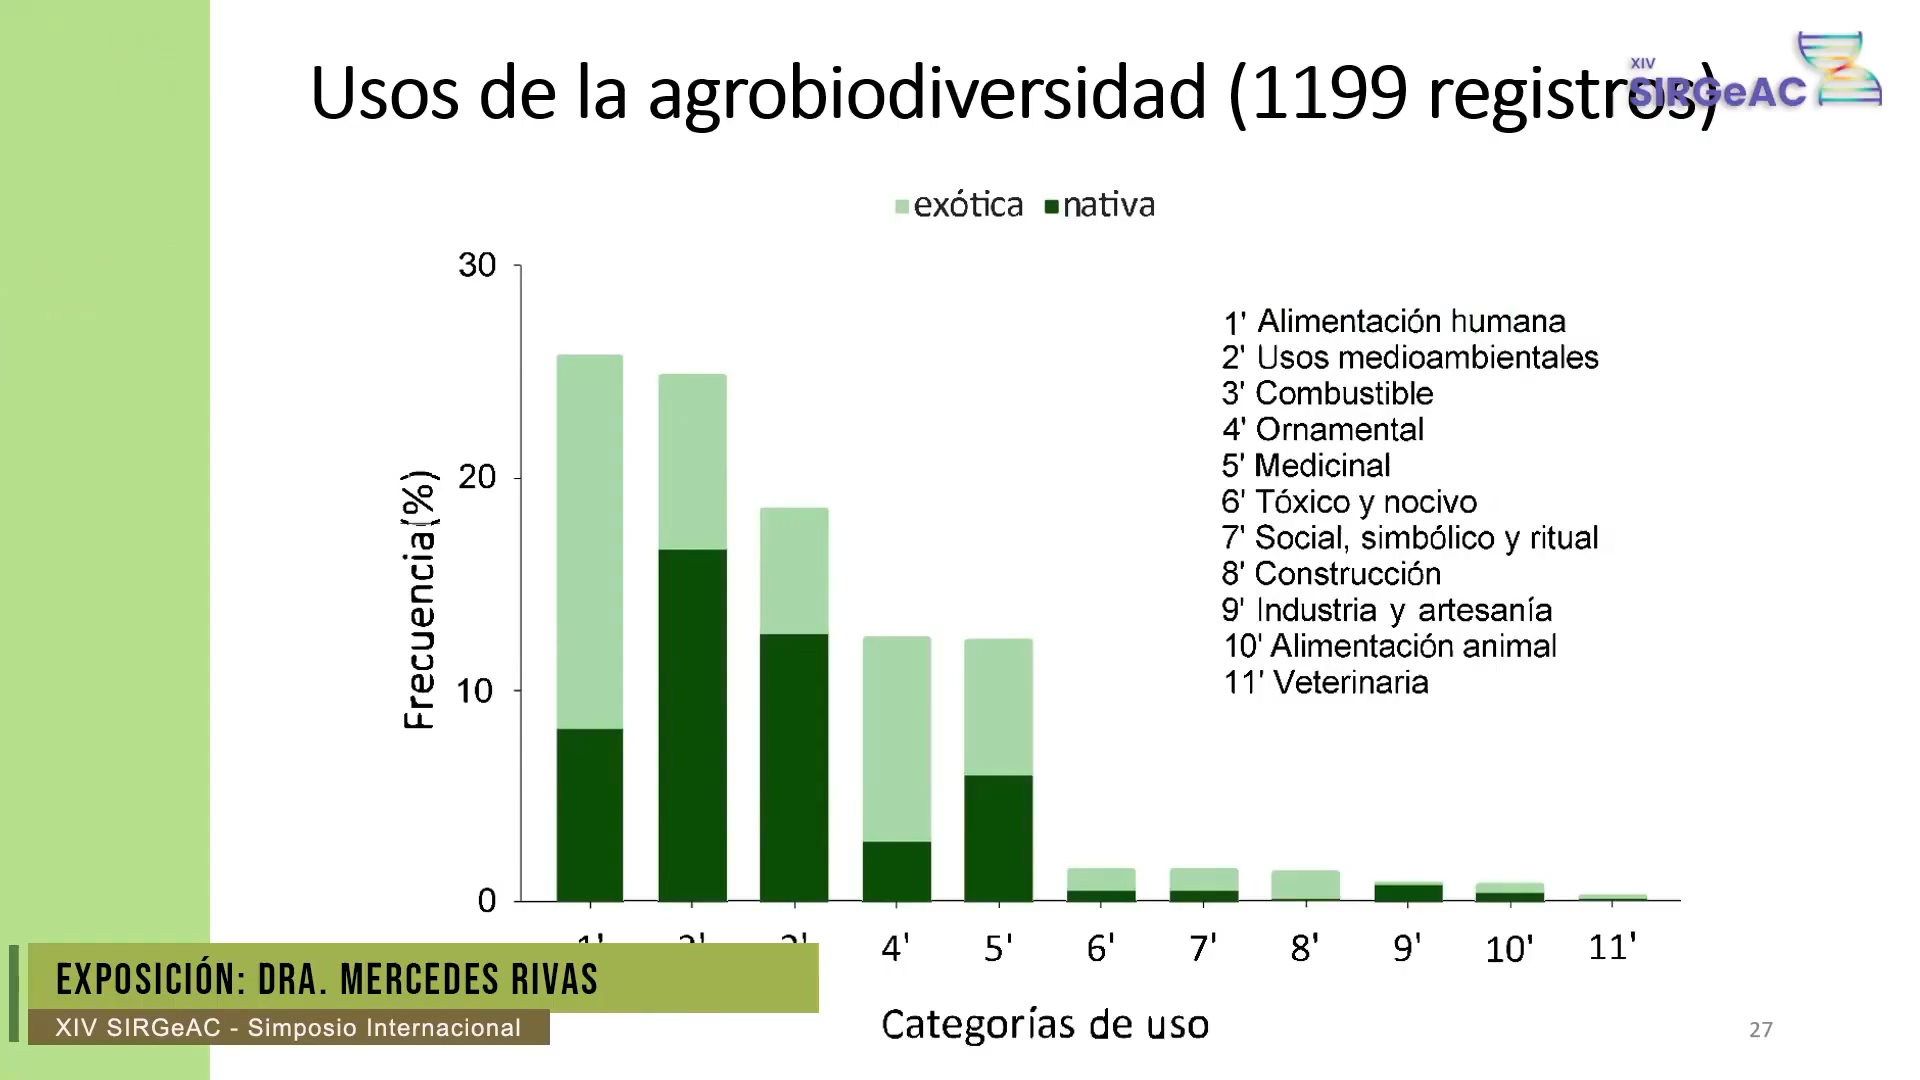 Usos de la agrobiodiversidad (1199 registros)
XIV
SIRGeAC
exótica nativa
30
20
10
0
Frecuencia (%)
1' Alimentación humana
2' Usos medioambientales
3' Combustible
4' Ornamental
5' Medicinal
6' Tóxico y nocivo
7' Social, simbólico y ritual
8' Construcción
9' Industria y artesanía
10' Alimentación animal
11' Veterinaria
1' 2' 3' 4' 5' 6' 7' 8' 9' 10' 11'
Categorías de uso
EXPOSICIÓN: DRA. MERCEDES RIVAS
XIV SIRGeAC - Simposio Internacional
27